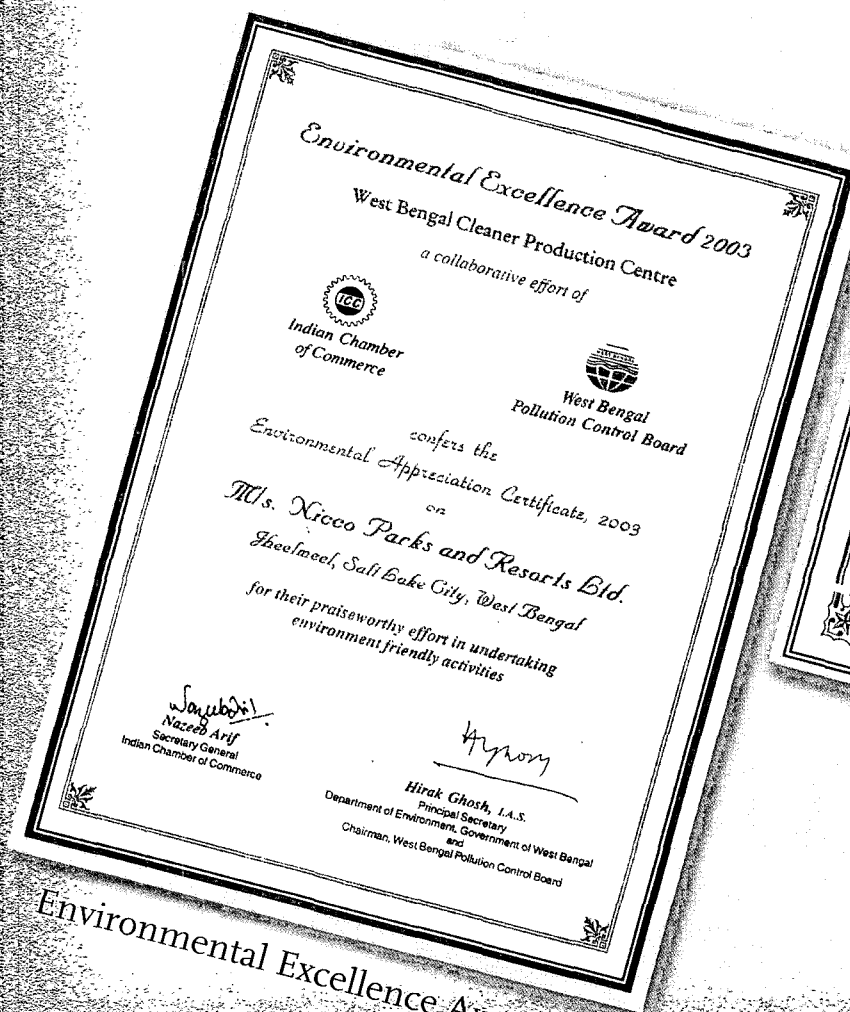 Environmental Excellence Award 2003
West Bengal Cleaner Production Centre
a collaborative effort of
ICC
Indian Chamber
of Commerce
WEST BENGAL
West Bengal
Pollution Control Board
confers the
Environmental Appreciation Certificate, 2003
on
M/s. Nicco Parks and Resorts Ltd.
Jheelmeel, Salt Lake City, West Bengal
for their praiseworthy effort in undertaking
environment friendly activities
Nazeeb Arif
Secretary General
Indian Chamber of Commerce
Hirak Ghosh, I.A.S.
Principal Secretary
Department of Environment, Government of West Bengal
and
Chairman, West Bengal Pollution Control Board
Environmental Excellence